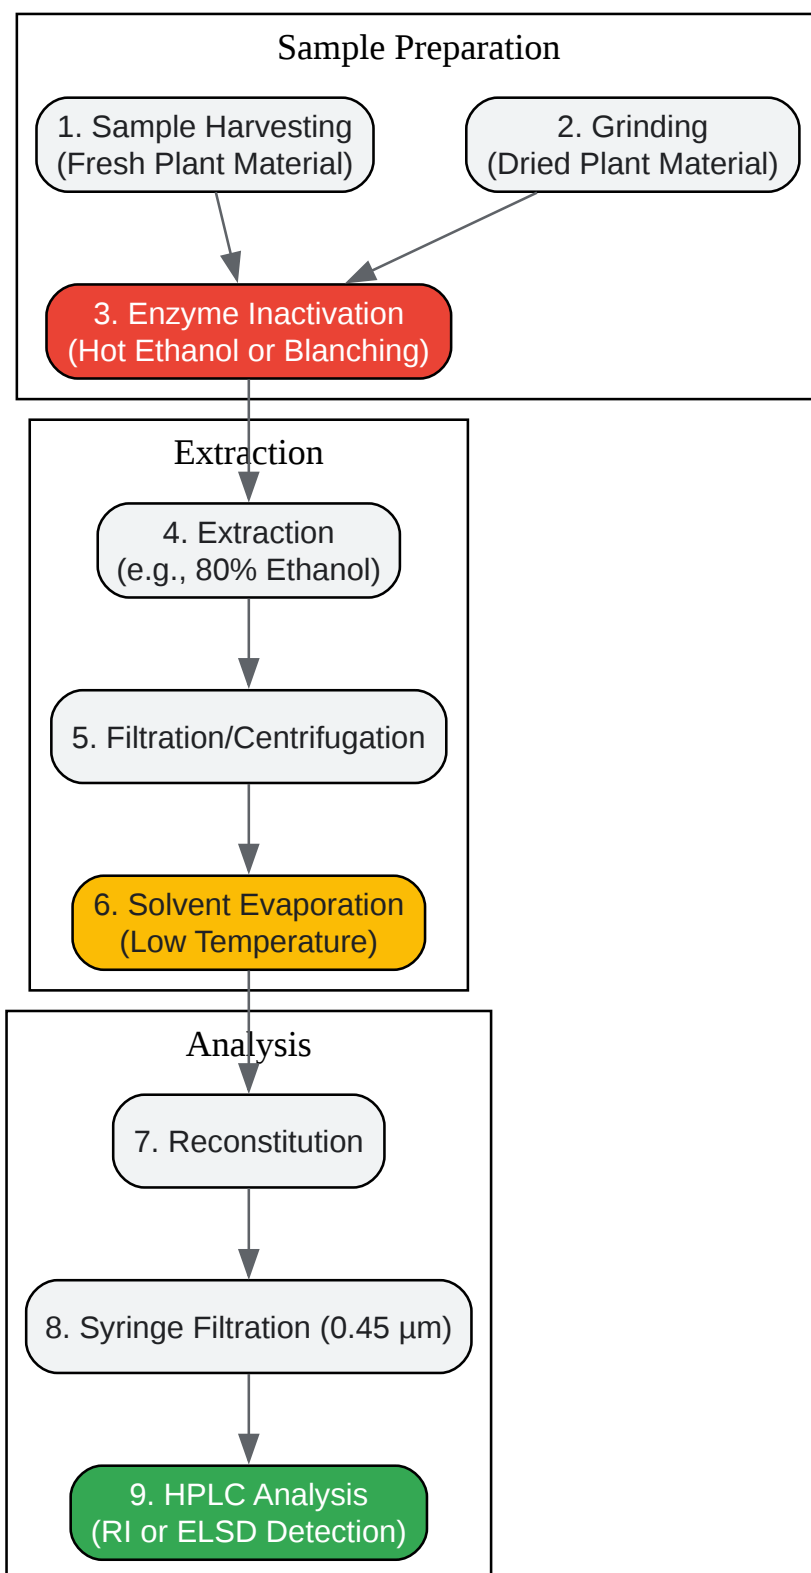 Sample Preparation
1. Sample Harvesting
(Fresh Plant Material)
2. Grinding
(Dried Plant Material)
3. Enzyme Inactivation
(Hot Ethanol or Blanching)
Extraction
4. Extraction
(e.g., 80% Ethanol)
5. Filtration/Centrifugation
6. Solvent Evaporation
(Low Temperature)
Analysis
7. Reconstitution
8. Syringe Filtration (0.45 µm)
9. HPLC Analysis
(RI or ELSD Detection)